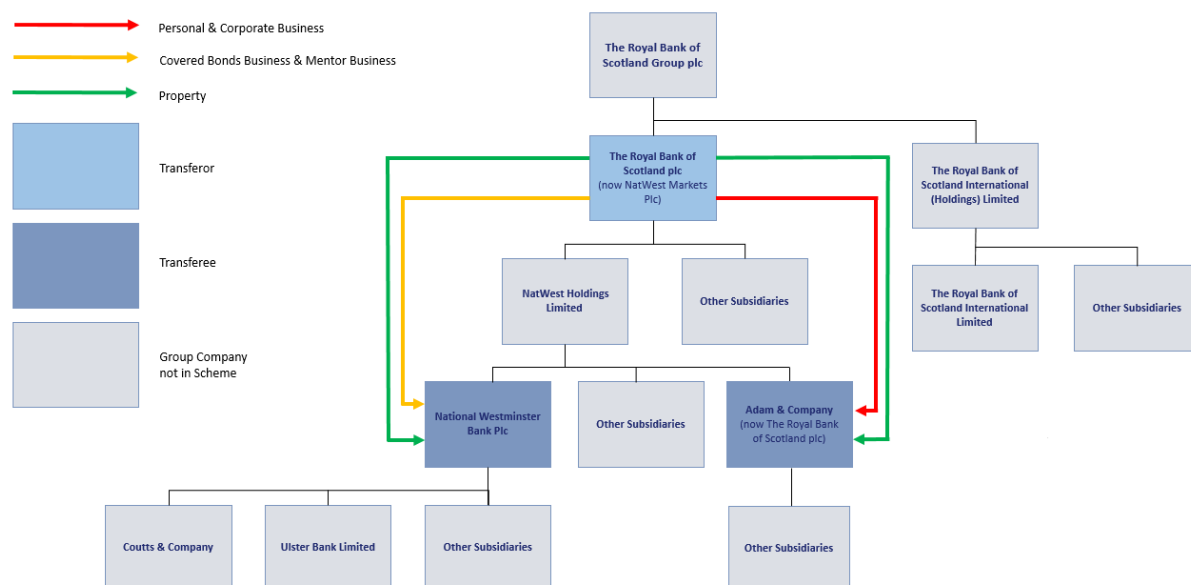 Personal & Corporate Business
Covered Bonds Business & Mentor Business
Property
Transferor
Transferee
Group Company
not in Scheme
The Royal Bank of
Scotland Group plc
The Royal Bank of
Scotland plc
(now NatWest Markets
Plc)
The Royal Bank of
Scotland International
(Holdings) Limited
NatWest Holdings
Limited
Other Subsidiaries
The Royal Bank of
Scotland International
Limited
Other Subsidiaries
National Westminster
Bank Plc
Other Subsidiaries
Adam & Company
(now The Royal Bank
of Scotland plc)
Coutts & Company
Ulster Bank Limited
Other Subsidiaries
Other Subsidiaries